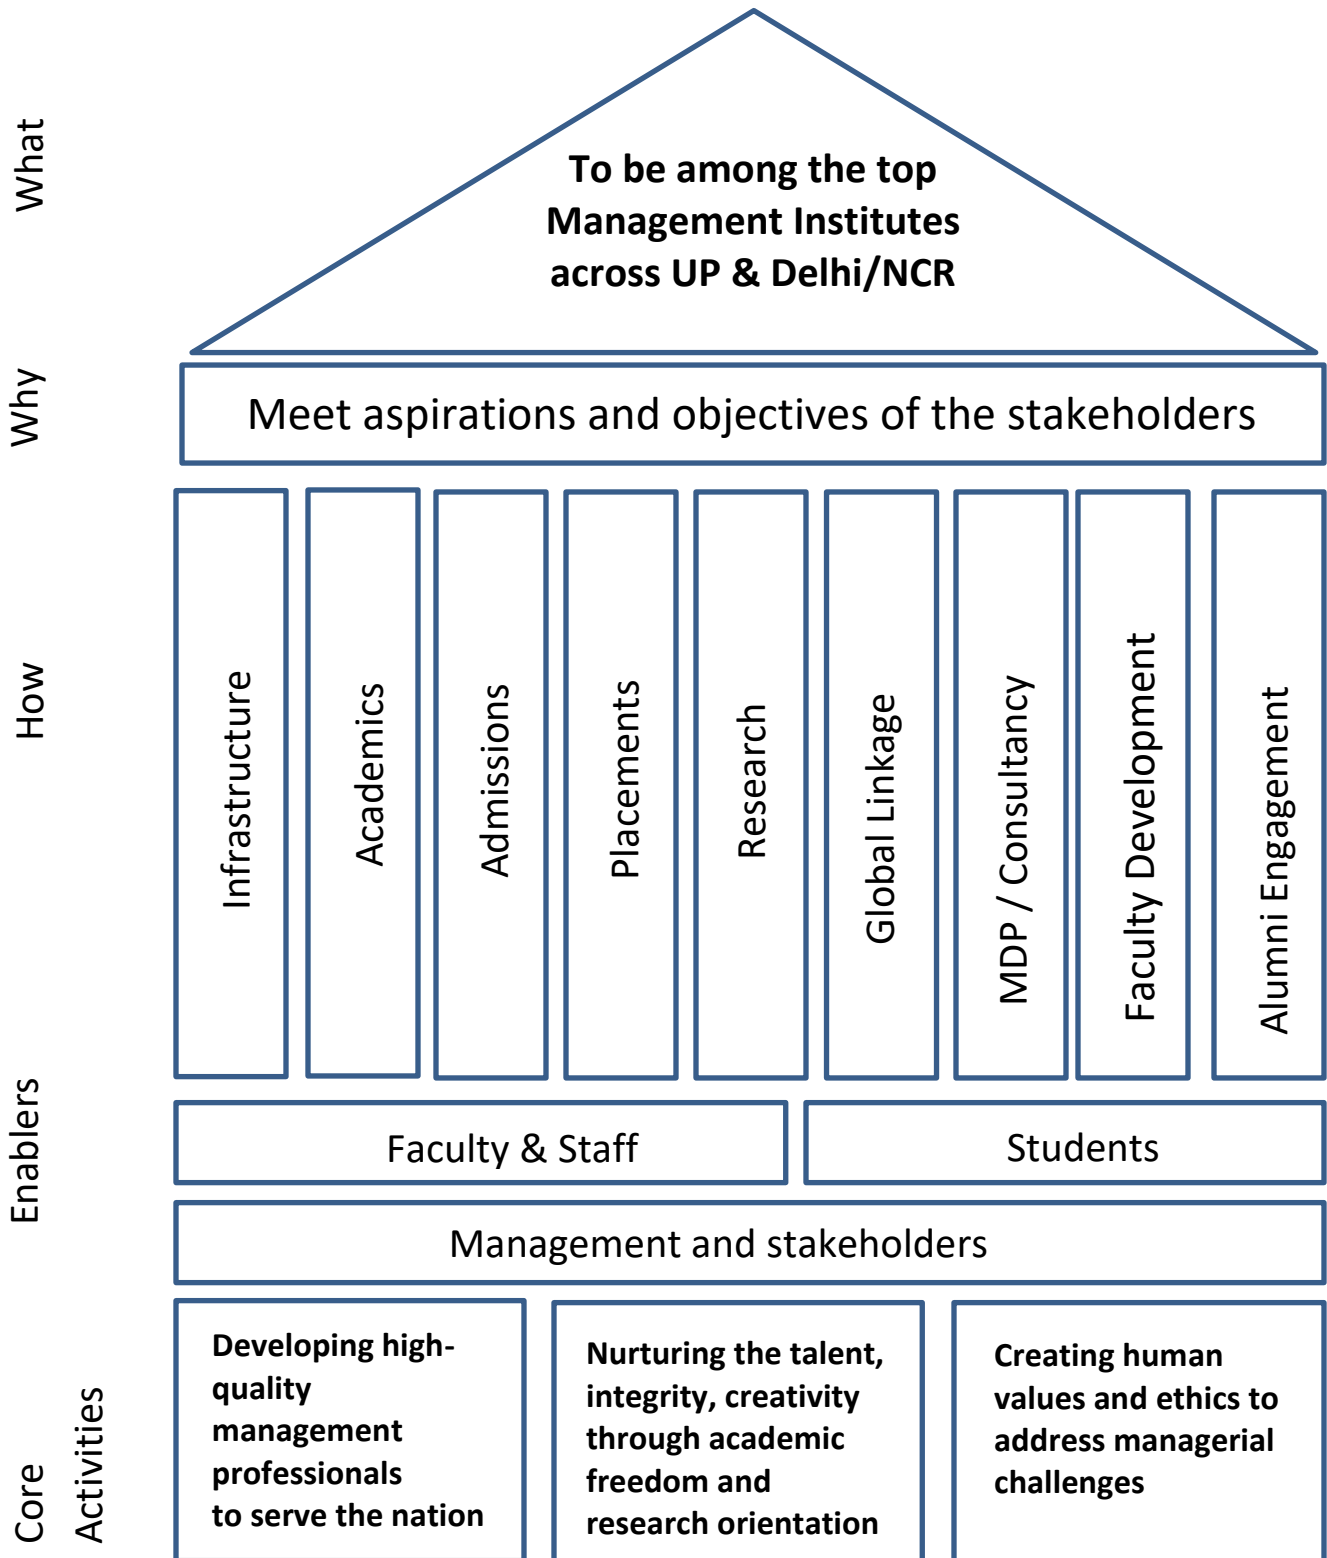 What
To be among the top
Management Institutes
across UP & Delhi/NCR
Why
Meet aspirations and objectives of the stakeholders
How
Infrastructure
Academics
Admissions
Placements
Research
Global Linkage
MDP / Consultancy
Faculty Development
Alumni Engagement
Enablers
Faculty & Staff
Students
Management and stakeholders
Core
Activities
Developing high-
quality
management
professionals
to serve the nation
Nurturing the talent,
integrity, creativity
through academic
freedom and
research orientation
Creating human
values and ethics to
address managerial
challenges